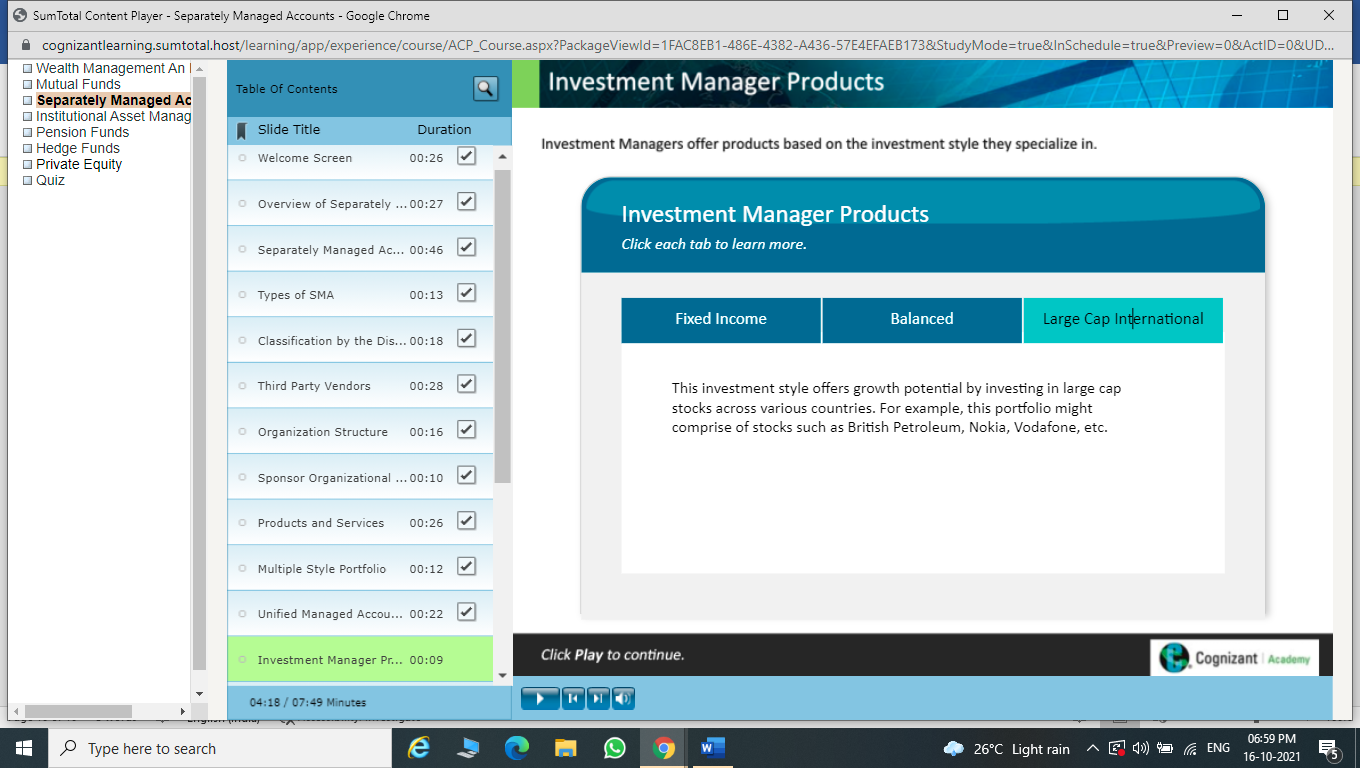 SumTotal Content Player - Separately Managed Accounts - Google Chrome
cognizantlearning.sumtotal.host/learning/app/experience/course/ACP_Course.aspx?PackageViewId=1FAC8EB1-486E-4382-A436-57E4EFAEB173&StudyMode=true&InSchedule=true&Preview=0&ActID=0&UD...
Wealth Management An I
Mutual Funds
Separately Managed Ac
Institutional Asset Manag
Pension Funds
Hedge Funds
Private Equity
Quiz
Table Of Contents
Slide Title Duration
Welcome Screen 00:26
Overview of Separately ... 00:27
Separately Managed Ac... 00:46
Types of SMA 00:13
Classification by the Dis... 00:18
Third Party Vendors 00:28
Organization Structure 00:16
Sponsor Organizational ... 00:10
Products and Services 00:26
Multiple Style Portfolio 00:12
Unified Managed Accou... 00:22
Investment Manager Pr... 00:09
04:18 / 07:49 Minutes
Investment Manager Products
Investment Managers offer products based on the investment style they specialize in.
Investment Manager Products
Click each tab to learn more.
Fixed Income
Balanced
Large Cap International
This investment style offers growth potential by investing in large cap
stocks across various countries. For example, this portfolio might
comprise of stocks such as British Petroleum, Nokia, Vodafone, etc.
Click Play to continue.
Cognizant | Academy
Type here to search
26°C Light rain
ENG
06:59 PM
16-10-2021
5